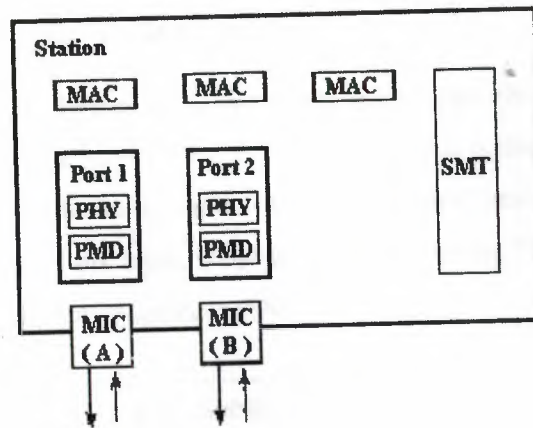 Station
MAC MAC MAC
Port 1 Port 2 SMT
PHY PHY
PMD PMD
MIC MIC
(A) (B)